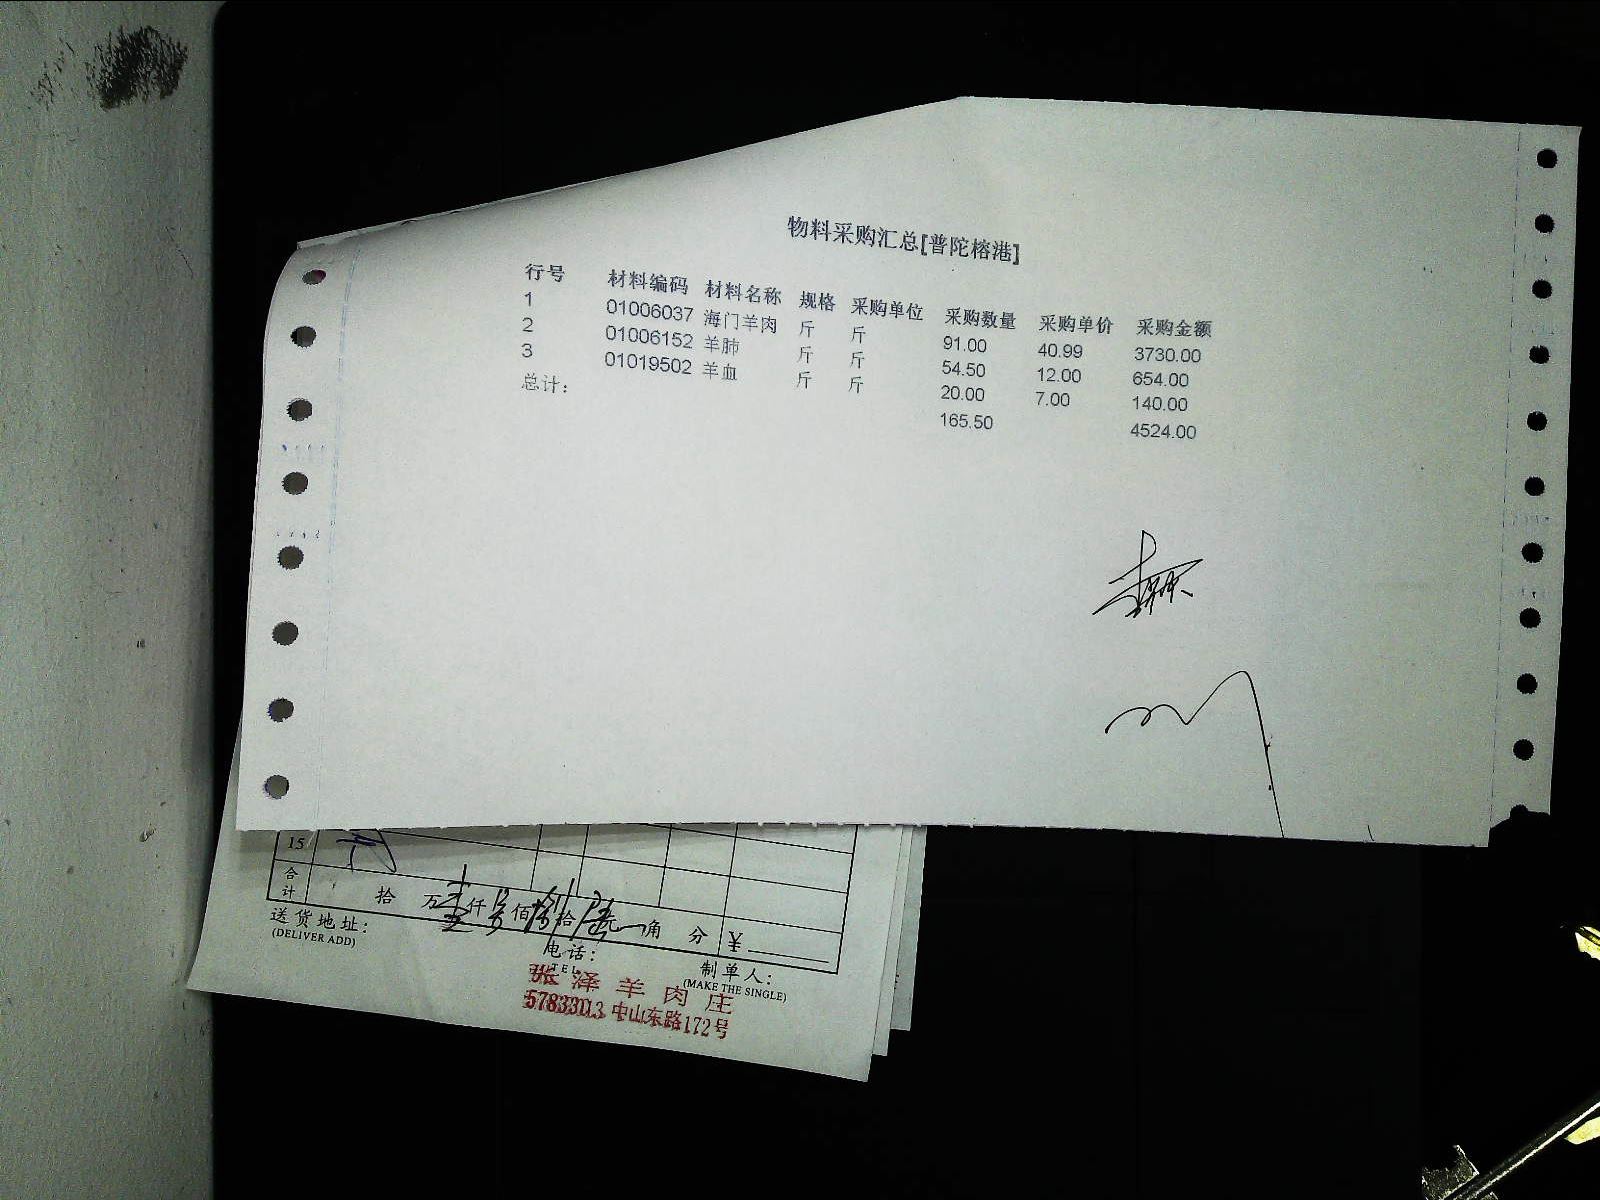 物料采购汇总[普陀榕港]
行号 材料编码 材料名称 规格 采购单位 采购数量 采购单价 采购金额
1 01006037 海门羊肉 斤 斤 91.00 40.99 3730.00
2 01006152 羊肺 斤 斤 54.50 12.00 654.00
3 01019502 羊血 斤 斤 20.00 7.00 140.00
总计： 165.50 4524.00
15
合计 拾 万 仟 佰 拾 元 角 分 ¥
送货地址：
(DELIVER ADD)
电话：
TEL
制单人：
(MAKE THE SINGLE)
张泽羊肉庄
57833013 中山东路172号